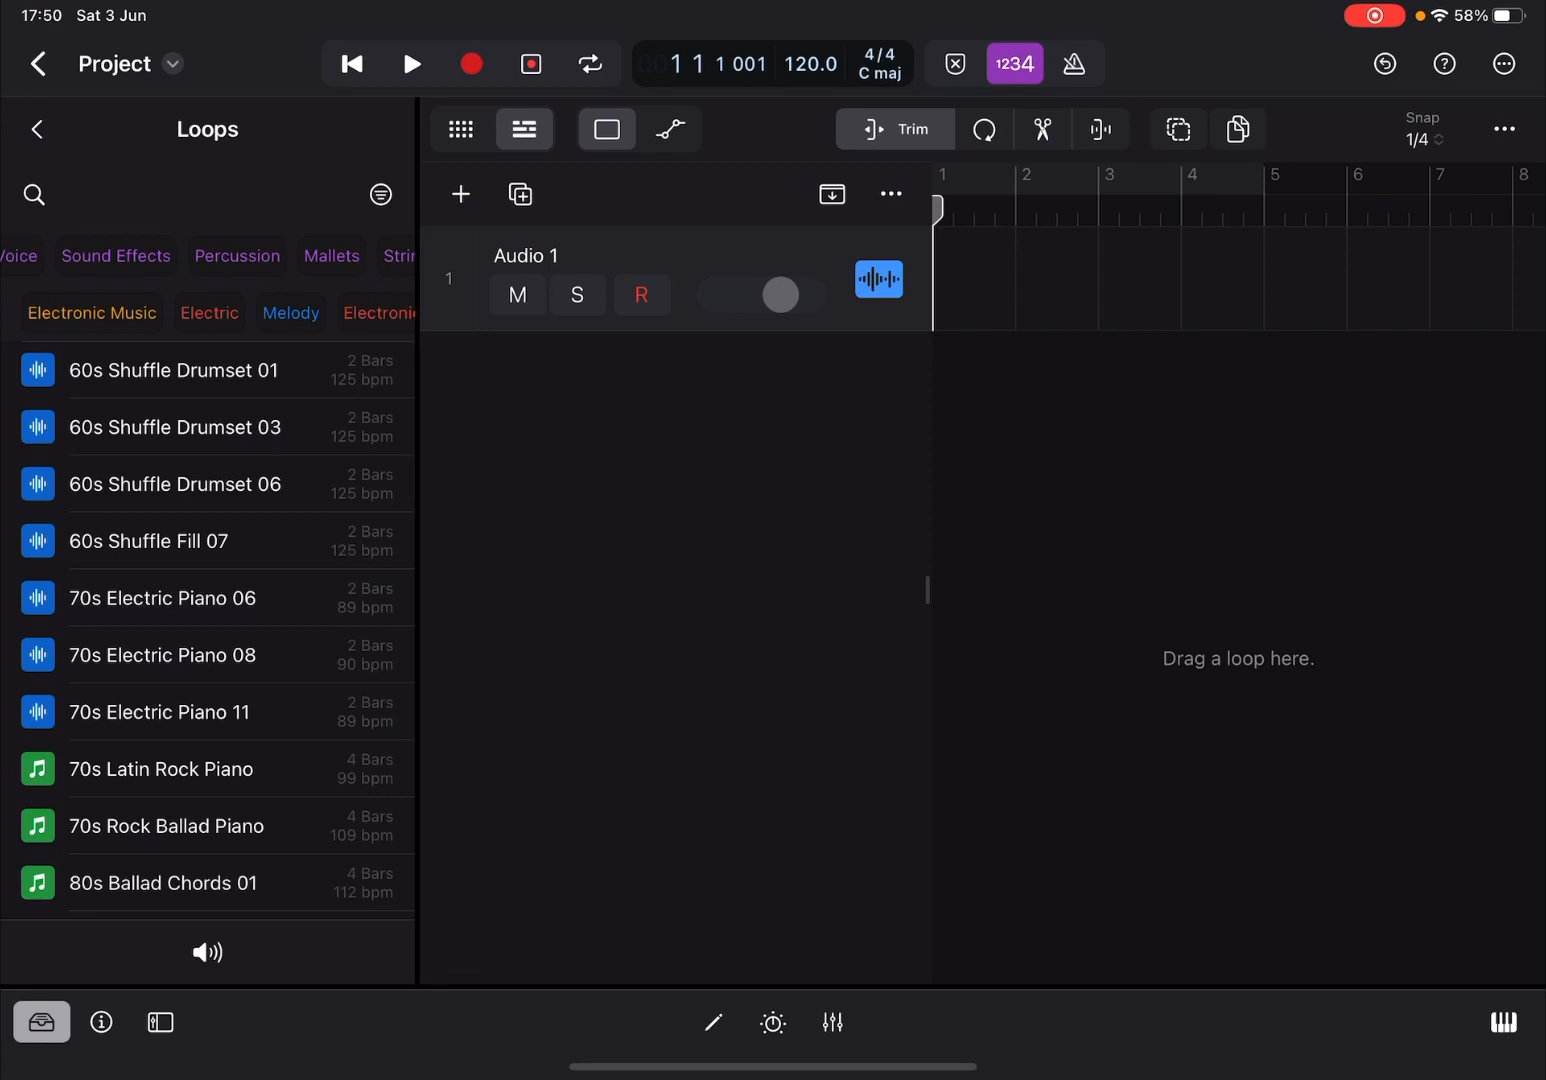 17:50 Sat 3 Jun
58%
Project
001 1 1 1 001
120.0
4/4
C maj
1234
Loops
Trim
Snap
1/4
Voice Sound Effects Percussion Mallets Strin
Electronic Music Electric Melody Electronic
1 2 3 4 5 6 7 8
1
Audio 1
M S R
60s Shuffle Drumset 01
2 Bars
125 bpm
60s Shuffle Drumset 03
2 Bars
125 bpm
60s Shuffle Drumset 06
2 Bars
125 bpm
60s Shuffle Fill 07
2 Bars
125 bpm
70s Electric Piano 06
2 Bars
89 bpm
70s Electric Piano 08
2 Bars
90 bpm
70s Electric Piano 11
2 Bars
89 bpm
70s Latin Rock Piano
4 Bars
99 bpm
70s Rock Ballad Piano
4 Bars
109 bpm
80s Ballad Chords 01
4 Bars
112 bpm
Drag a loop here.